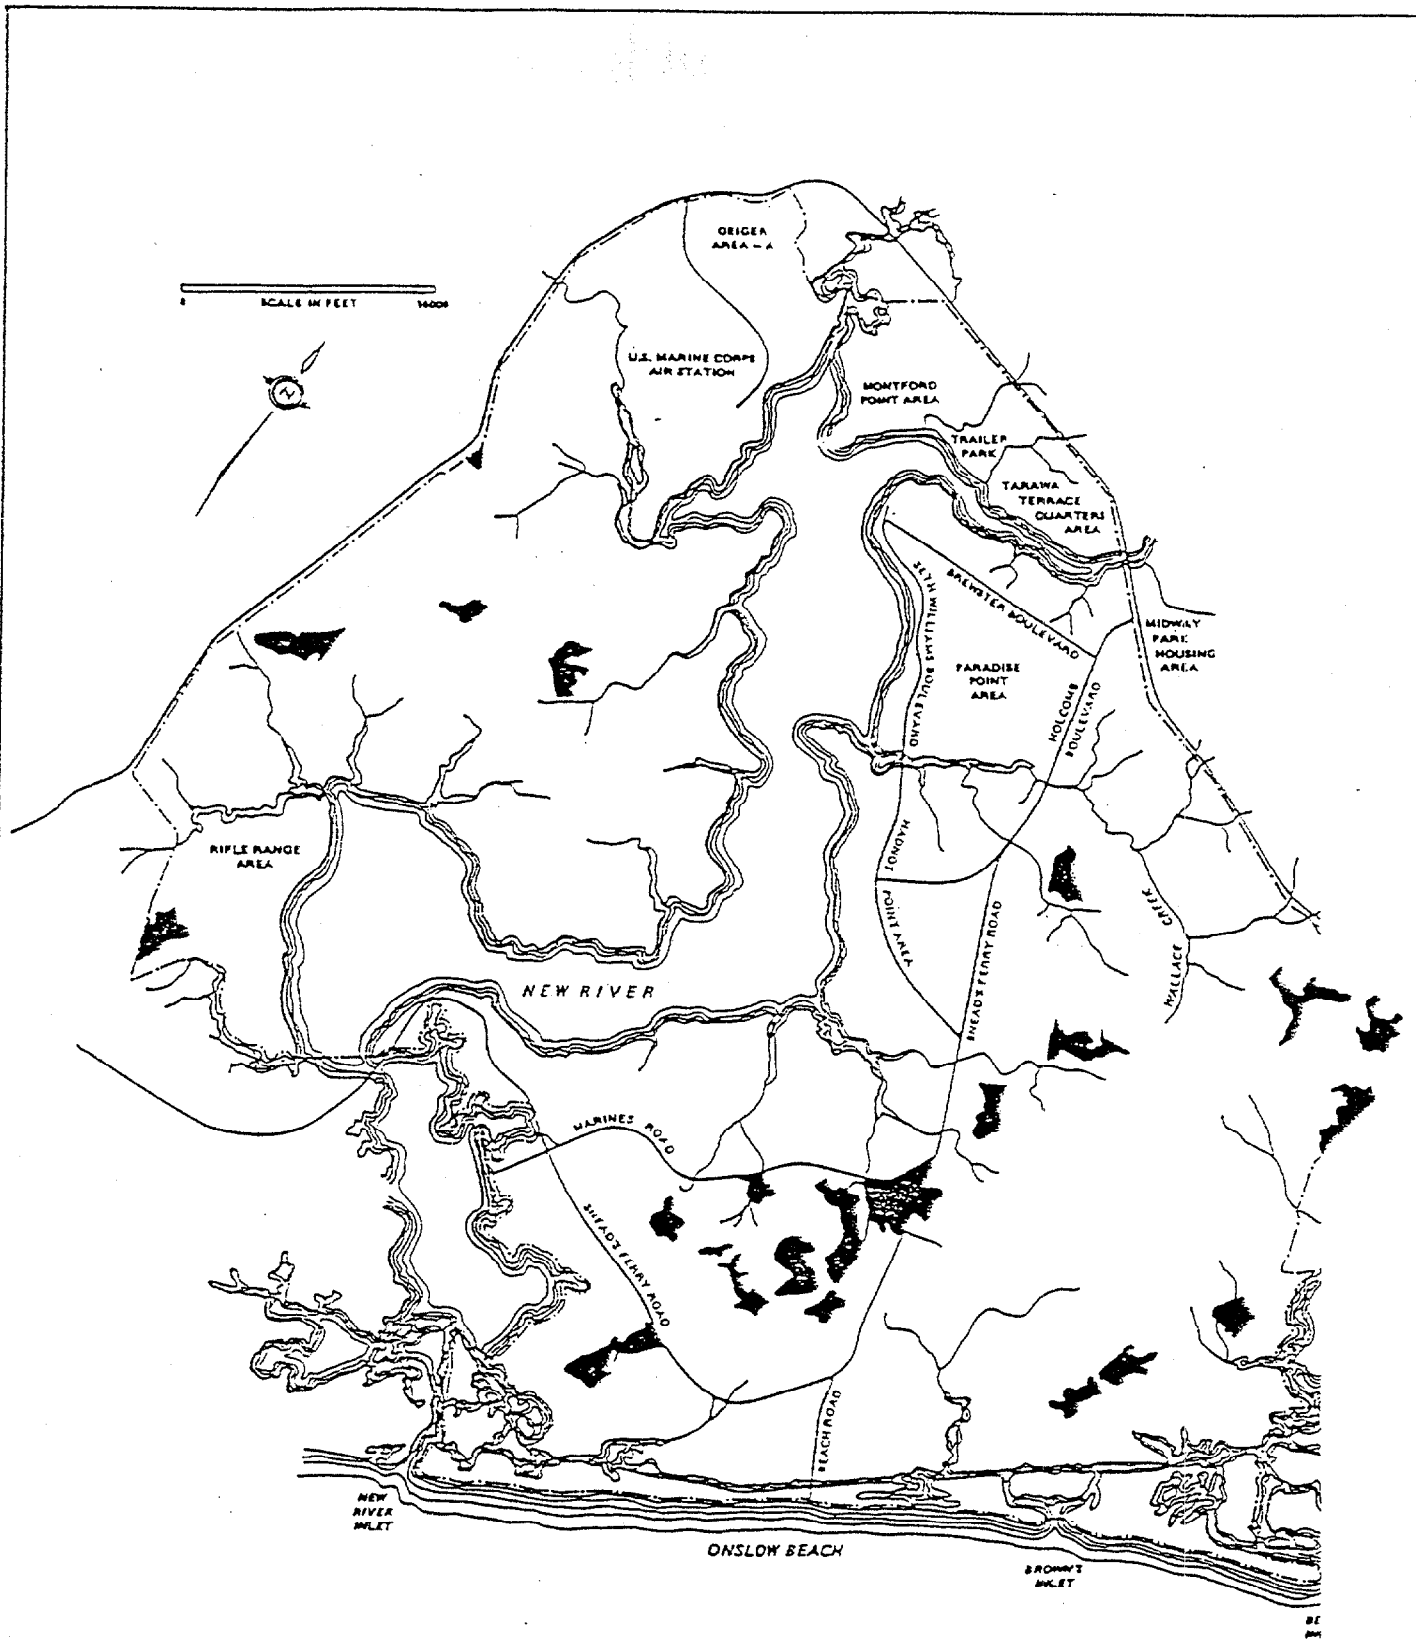 GEIGER
AREA - A
SCALE IN FEET
U.S. MARINE CORPS
AIR STATION
N
MONTFORD
POINT AREA
TRAILER
PARK
TARAWA
TERRACE
QUARTERS
AREA
SETH WILLIAMS BOULEVARD
BREWSTER BOULEVARD
MIDWAY
PARK
HOUSING
AREA
PARADISE
POINT
AREA
HOLCOMB
BOULEVARD
RIFLE RANGE
AREA
HADNOT
POINT
AREA
SNEAD'S FERRY ROAD
WALLACE CREEK
NEW RIVER
MARINES ROAD
SNEAD'S FERRY ROAD
BEACH ROAD
NEW
RIVER
INLET
ONSLOW BEACH
BROWN'S
INLET
BE